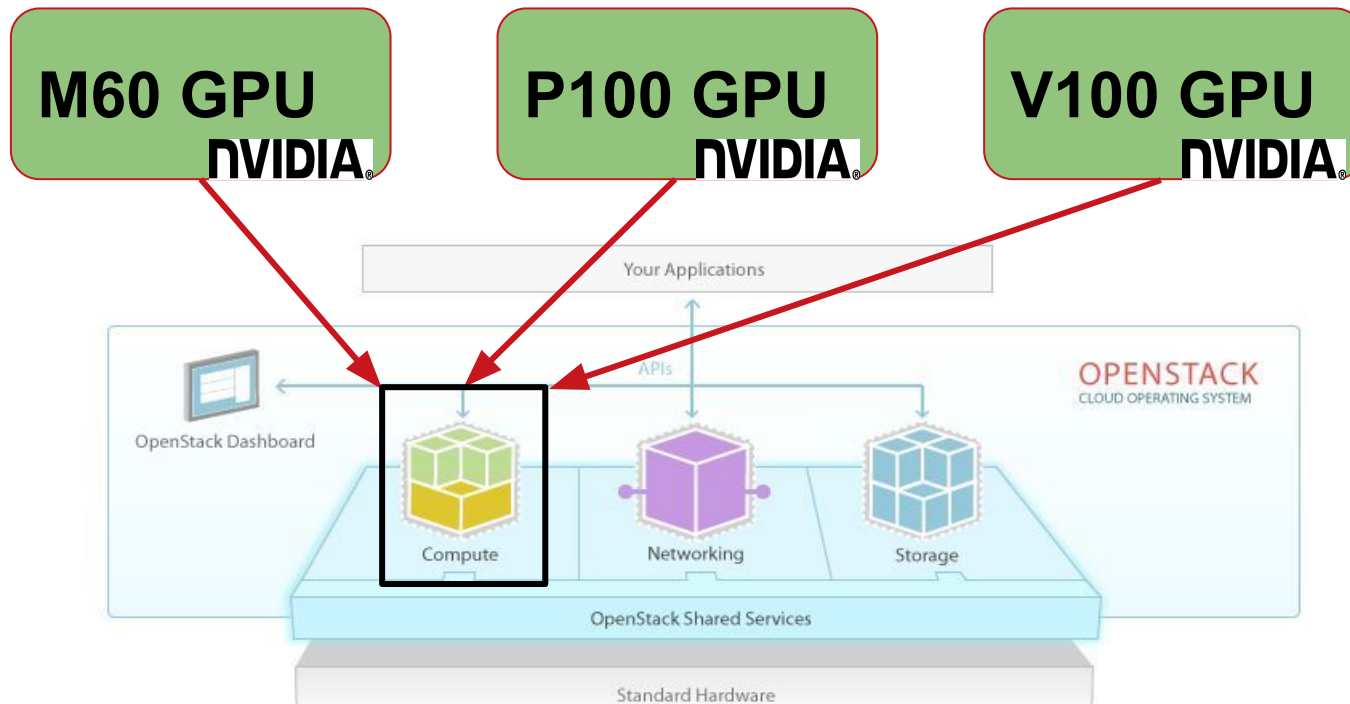 M60 GPU
NVIDIA®
P100 GPU
NVIDIA®
V100 GPU
NVIDIA®
Your Applications
APIs
OPENSTACK
CLOUD OPERATING SYSTEM
OpenStack Dashboard
Compute
Networking
Storage
OpenStack Shared Services
Standard Hardware